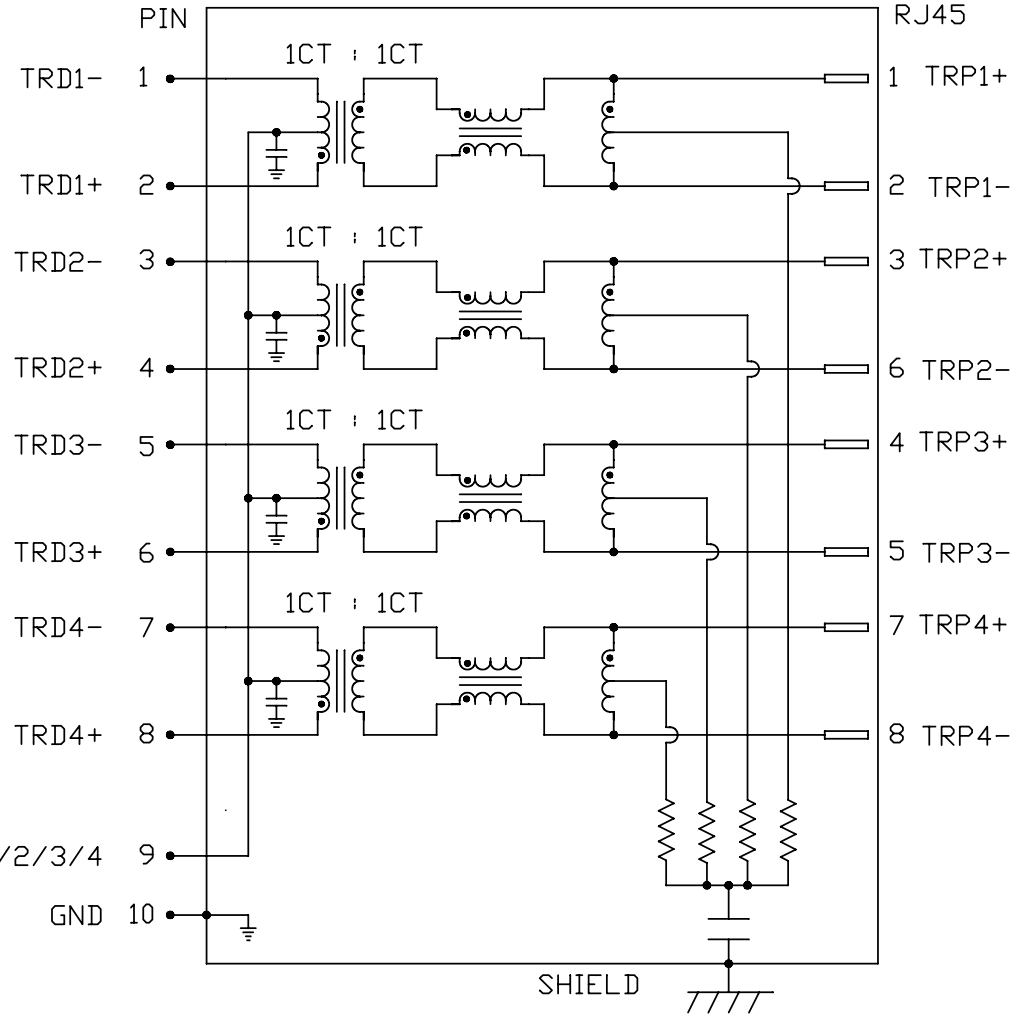 PIN RJ45
1CT : 1CT
TRD1- 1 1 TRP1+
TRD1+ 2 2 TRP1-
1CT : 1CT
TRD2- 3 3 TRP2+
TRD2+ 4 6 TRP2-
1CT : 1CT
TRD3- 5 4 TRP3+
TRD3+ 6 5 TRP3-
1CT : 1CT
TRD4- 7 7 TRP4+
TRD4+ 8 8 TRP4-
/2/3/4 9
GND 10
SHIELD